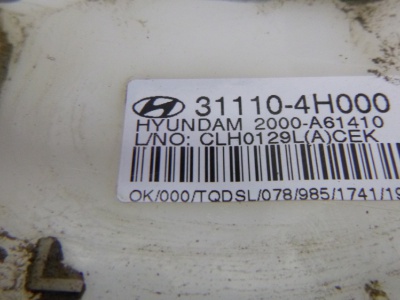 31110-4H000
HYUNDAM 2000-A61410
L/NO: CLH0129L(A)CEK
OK/000/TQDSL/078/985/1741/19